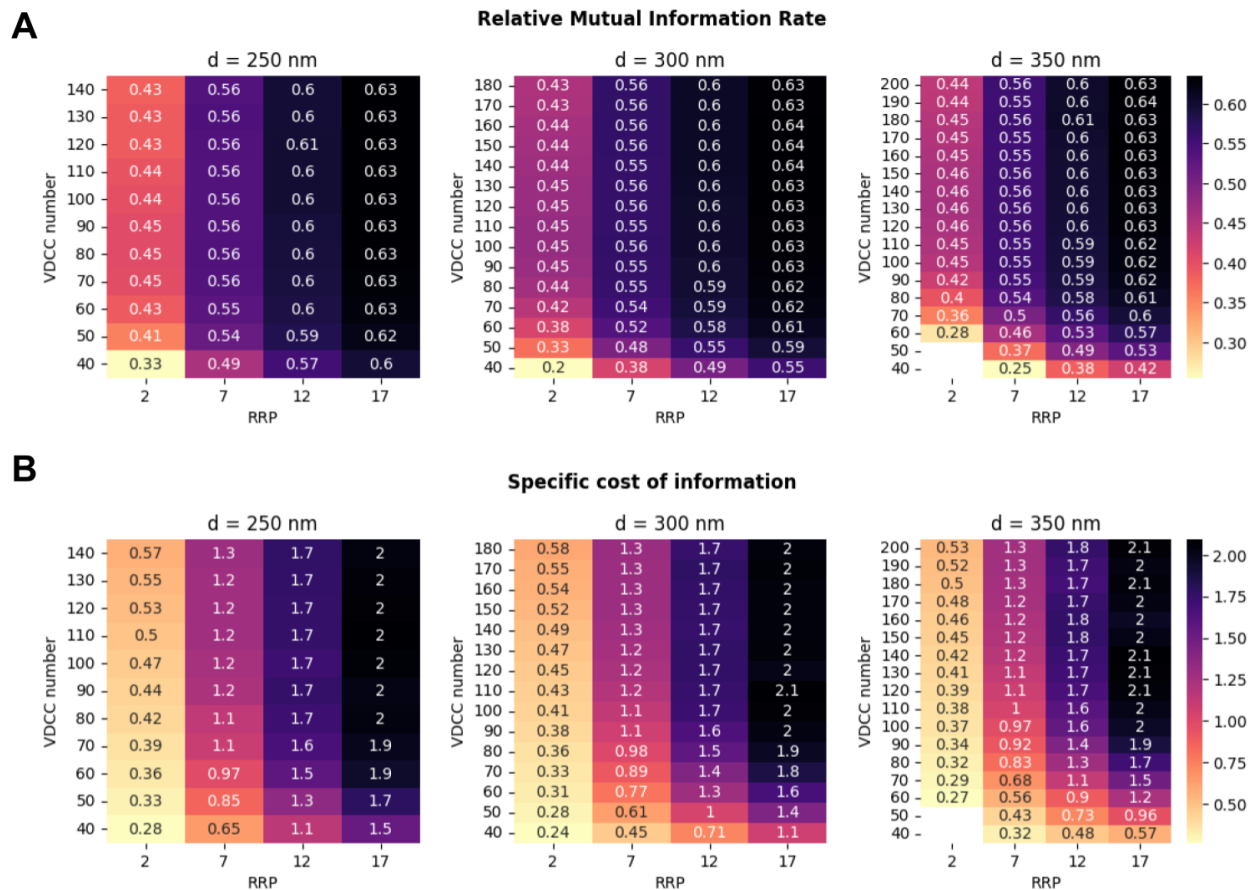 A
Relative Mutual Information Rate
d = 250 nm
d = 300 nm
d = 350 nm
VDCC number
140 0.43 0.56 0.6 0.63
130 0.43 0.56 0.6 0.63
120 0.43 0.56 0.61 0.63
110 0.44 0.56 0.6 0.63
100 0.44 0.56 0.6 0.63
90 0.45 0.56 0.6 0.63
80 0.45 0.56 0.6 0.63
70 0.45 0.56 0.6 0.63
60 0.43 0.55 0.6 0.63
50 0.41 0.54 0.59 0.62
40 0.33 0.49 0.57 0.6
2 7 12 17
RRP
VDCC number
180 0.43 0.56 0.6 0.63
170 0.43 0.56 0.6 0.63
160 0.44 0.56 0.6 0.64
150 0.44 0.56 0.6 0.64
140 0.44 0.55 0.6 0.64
130 0.45 0.56 0.6 0.63
120 0.45 0.56 0.6 0.63
110 0.45 0.55 0.6 0.63
100 0.45 0.56 0.6 0.63
90 0.45 0.55 0.6 0.63
80 0.44 0.55 0.59 0.62
70 0.42 0.54 0.59 0.62
60 0.38 0.52 0.58 0.61
50 0.33 0.48 0.55 0.59
40 0.2 0.38 0.49 0.55
2 7 12 17
RRP
VDCC number
200 0.44 0.56 0.6 0.63
190 0.44 0.55 0.6 0.64
180 0.45 0.56 0.61 0.63
170 0.45 0.55 0.6 0.63
160 0.45 0.55 0.6 0.63
150 0.46 0.55 0.6 0.63
140 0.46 0.56 0.6 0.63
130 0.46 0.56 0.6 0.63
120 0.46 0.56 0.6 0.63
110 0.45 0.55 0.59 0.62
100 0.45 0.55 0.59 0.62
90 0.42 0.55 0.59 0.62
80 0.4 0.54 0.58 0.61
70 0.36 0.5 0.56 0.6
60 0.28 0.46 0.53 0.57
50 0.37 0.49 0.53
40 0.25 0.38 0.42
2 7 12 17
RRP
0.60
0.55
0.50
0.45
0.40
0.35
0.30
B
Specific cost of information
d = 250 nm
d = 300 nm
d = 350 nm
VDCC number
140 0.57 1.3 1.7 2
130 0.55 1.2 1.7 2
120 0.53 1.2 1.7 2
110 0.5 1.2 1.7 2
100 0.47 1.2 1.7 2
90 0.44 1.2 1.7 2
80 0.42 1.1 1.7 2
70 0.39 1.1 1.6 1.9
60 0.36 0.97 1.5 1.9
50 0.33 0.85 1.3 1.7
40 0.28 0.65 1.1 1.5
2 7 12 17
RRP
VDCC number
180 0.58 1.3 1.7 2
170 0.55 1.3 1.7 2
160 0.54 1.3 1.7 2
150 0.52 1.3 1.7 2
140 0.49 1.3 1.7 2
130 0.47 1.2 1.7 2
120 0.45 1.2 1.7 2
110 0.43 1.2 1.7 2.1
100 0.41 1.1 1.7 2
90 0.38 1.1 1.6 2
80 0.36 0.98 1.5 1.9
70 0.33 0.89 1.4 1.8
60 0.31 0.77 1.3 1.6
50 0.28 0.61 1 1.4
40 0.24 0.45 0.71 1.1
2 7 12 17
RRP
VDCC number
200 0.53 1.3 1.8 2.1
190 0.52 1.3 1.7 2
180 0.5 1.3 1.7 2.1
170 0.48 1.2 1.7 2
160 0.46 1.2 1.8 2
150 0.45 1.2 1.8 2
140 0.42 1.2 1.7 2.1
130 0.41 1.1 1.7 2.1
120 0.39 1.1 1.7 2.1
110 0.38 1 1.6 2
100 0.37 0.97 1.6 2
90 0.34 0.92 1.4 1.9
80 0.32 0.83 1.3 1.7
70 0.29 0.68 1.1 1.5
60 0.27 0.56 0.9 1.2
50 0.43 0.73 0.96
40 0.32 0.48 0.57
2 7 12 17
RRP
2.00
1.75
1.50
1.25
1.00
0.75
0.50